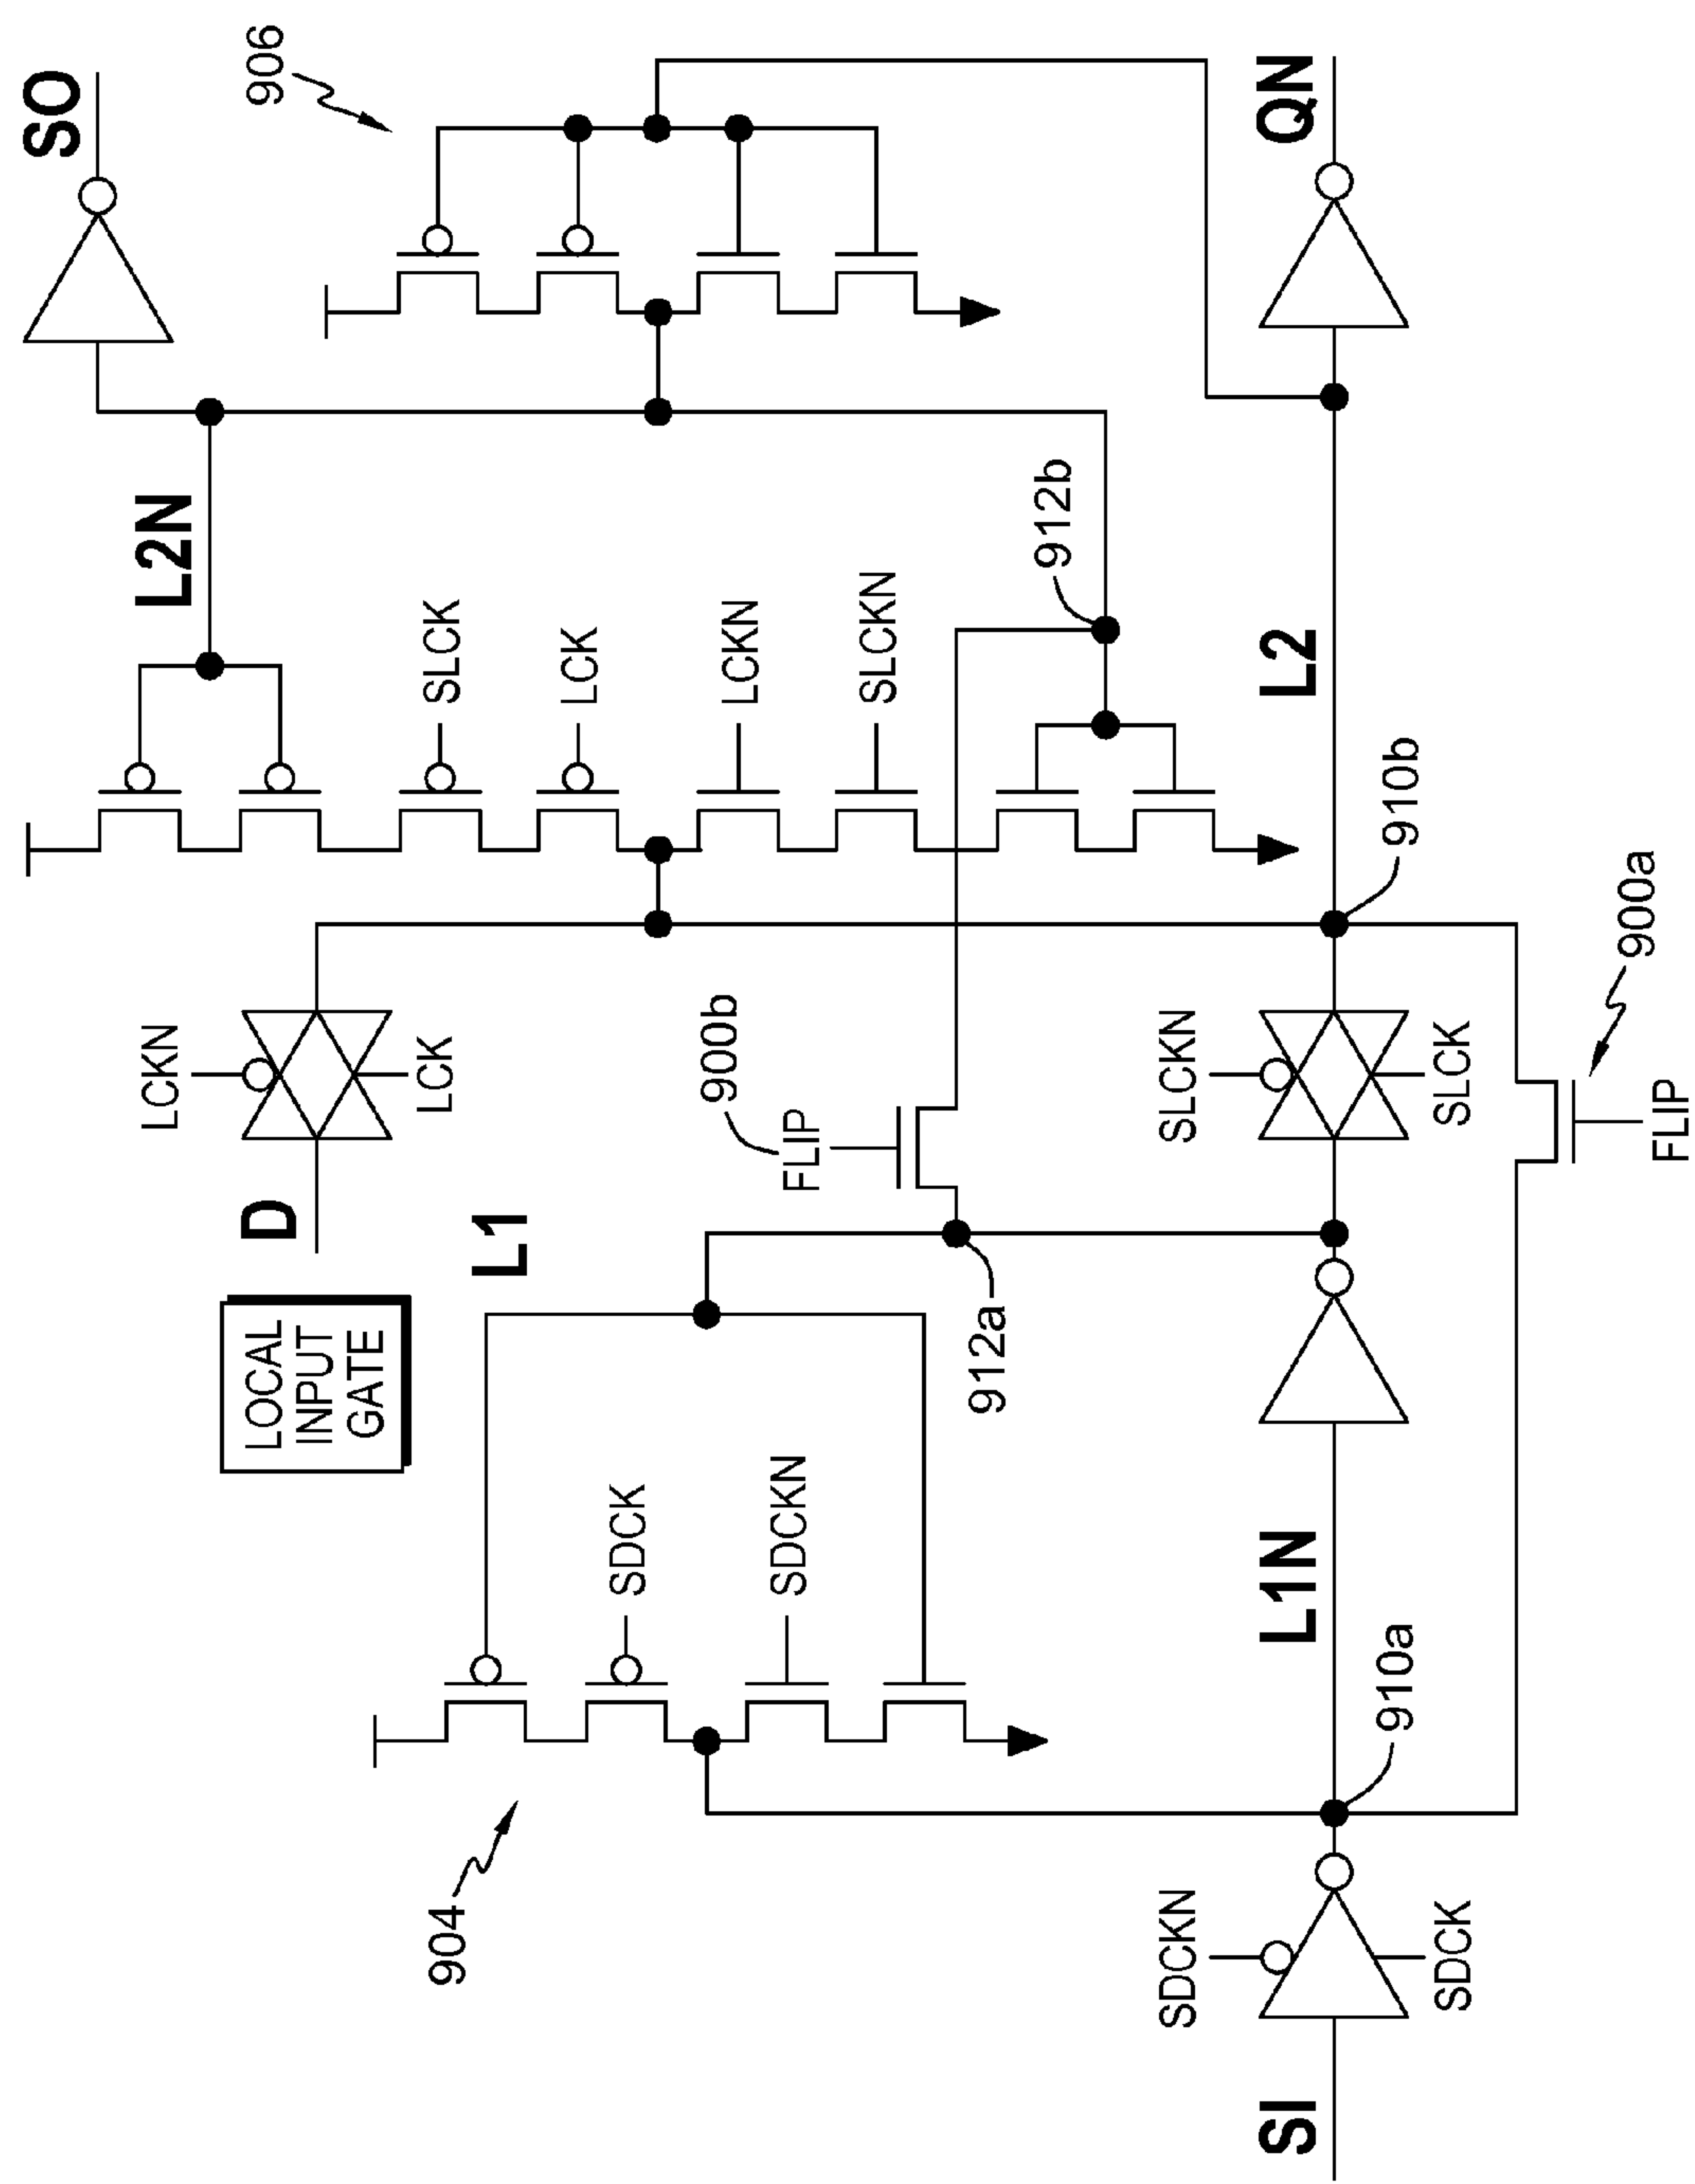 SO
906
L2N
SLCK
LCK
LCKN
SLCKN
912b
LCKN
LCK
D
LOCAL
INPUT
GATE
L1
900b
FLIP
912a
SDCK
SDCKN
904
SI
SDCKN
SDCK
910a
L1N
SLCKN
SLCK
910b
L2
QN
900a
FLIP